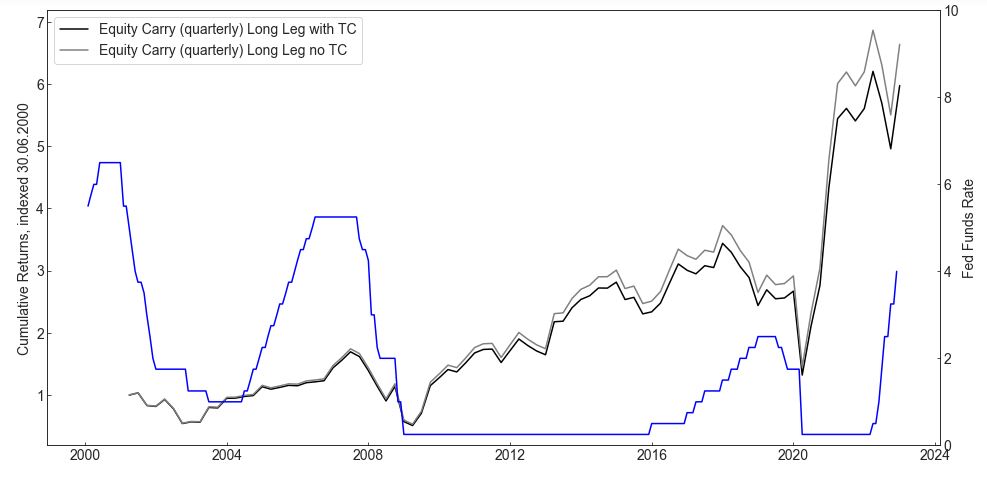 Equity Carry (quarterly) Long Leg with TC
Equity Carry (quarterly) Long Leg no TC
Cumulative Returns, indexed 30.06.2000
7
6
5
4
3
2
1
10
8
6
4
2
0
Fed Funds Rate
2000 2004 2008 2012 2016 2020 2024